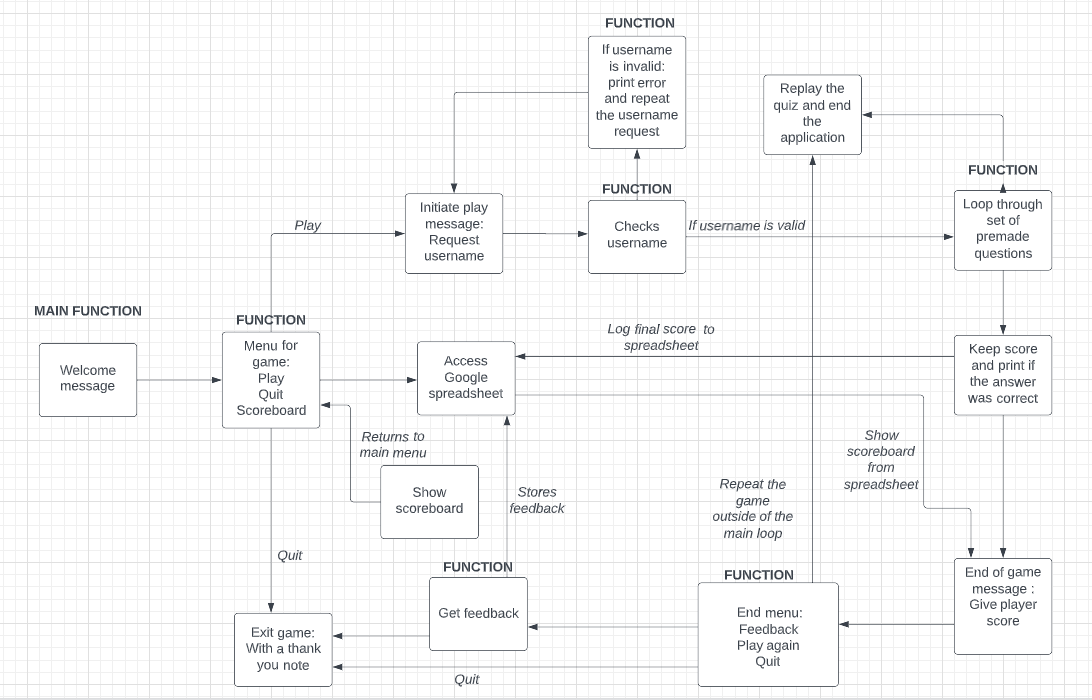 FUNCTION
If username
is invalid:
print error
and repeat
the username
request
Replay the
quiz and end
the
application
FUNCTION
Loop through
set of
premade
questions
FUNCTION
Checks
username
If username is valid
Initiate play
message:
Request
username
Play
MAIN FUNCTION
Welcome
message
FUNCTION
Menu for
game:
Play
Quit
Scoreboard
Access
Google
spreadsheet
Log final score to
spreadsheet
Keep score
and print if
the answer
was correct
Returns to
main menu
Show
scoreboard
Stores
feedback
Show
scoreboard
from
spreadsheet
Repeat the
game
outside of the
main loop
Quit
FUNCTION
Get feedback
FUNCTION
End menu:
Feedback
Play again
Quit
End of game
message :
Give player
score
Exit game:
With a thank
you note
Quit